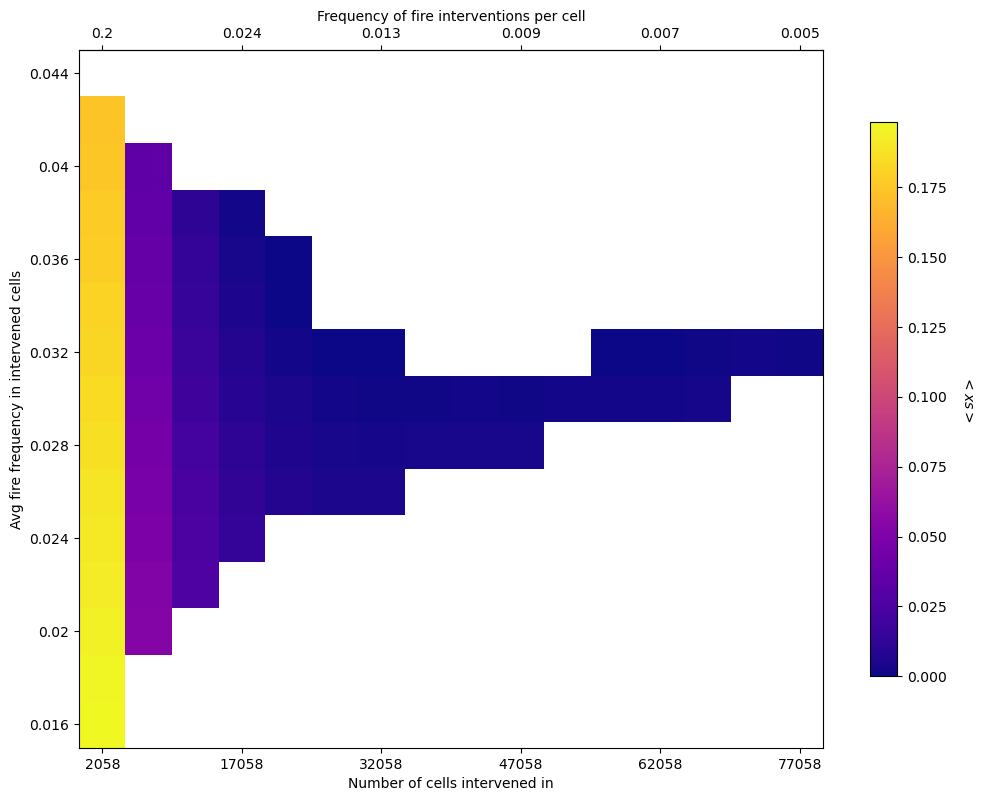 Frequency of fire interventions per cell
0.2 0.024 0.013 0.009 0.007 0.005
Avg fire frequency in intervened cells
0.044
0.04
0.036
0.032
0.028
0.024
0.02
0.016
2058 17058 32058 47058 62058 77058
Number of cells intervened in
0.175
0.150
0.125
0.100
0.075
0.050
0.025
0.000
< sx >